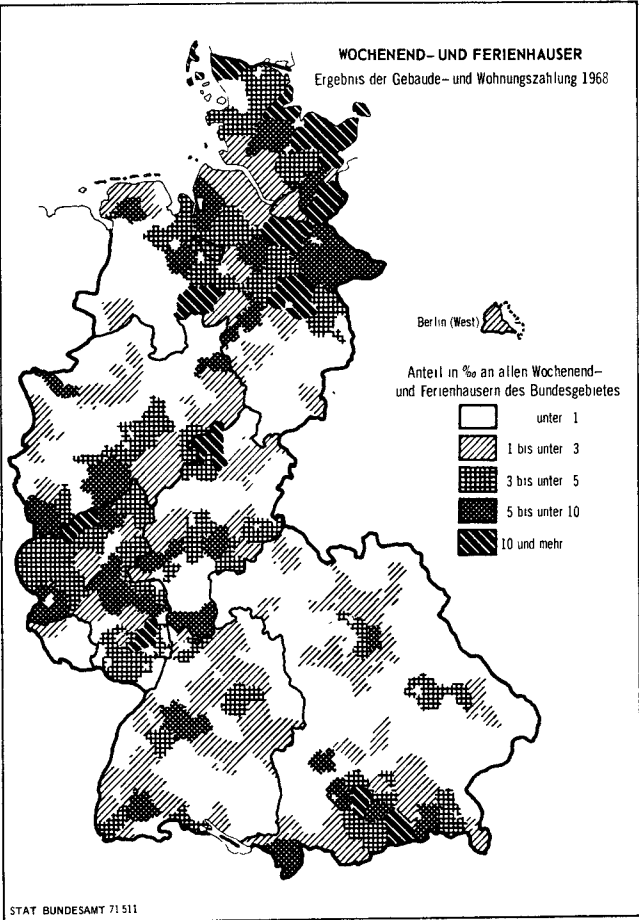 WOCHENEND- UND FERIENHAUSER
Ergebnis der Gebaude- und Wohnungszahlung 1968
Berlin (West)
Anteil in ‰ an allen Wochenend-
und Ferienhausern des Bundesgebietes
unter 1
1 bis unter 3
3 bis unter 5
5 bis unter 10
10 und mehr
STAT BUNDESAMT 71 511